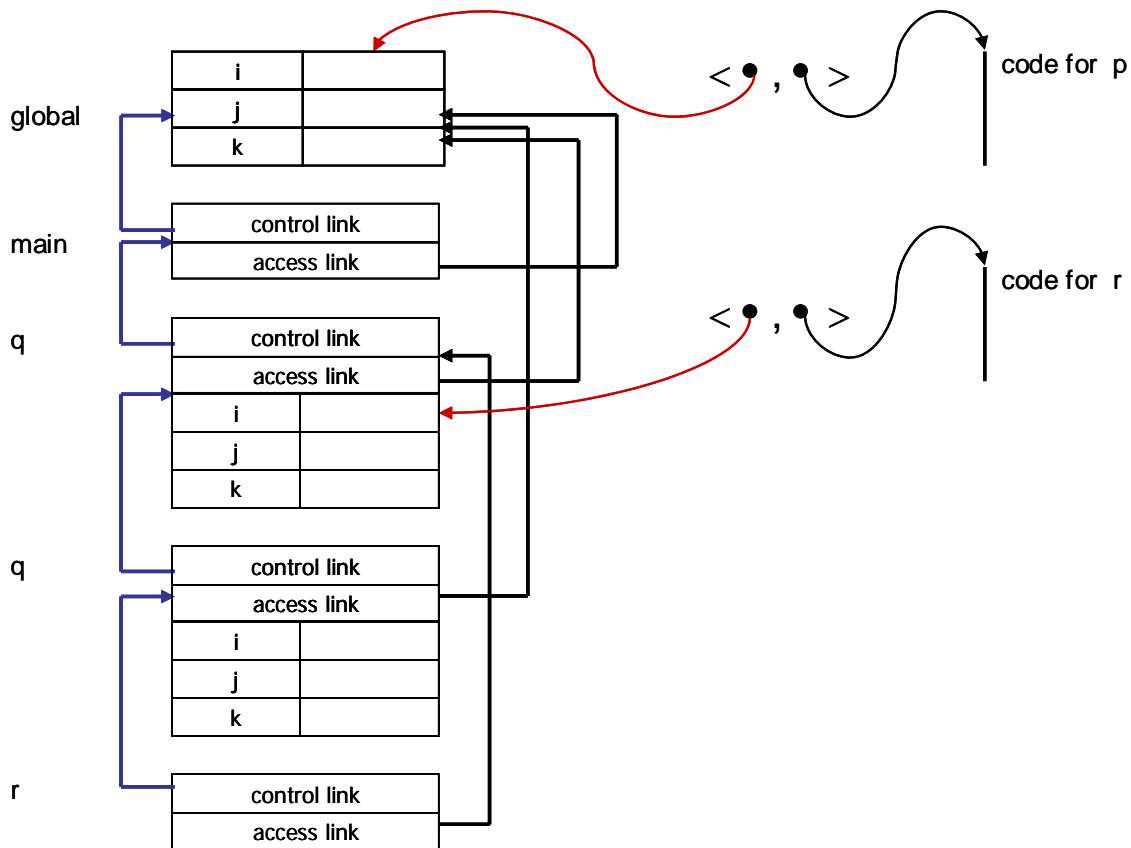 i
< , > code for p
global j
k
control link
main access link
code for r
< , >
q control link
access link
i
j
k
q control link
access link
i
j
k
r control link
access link